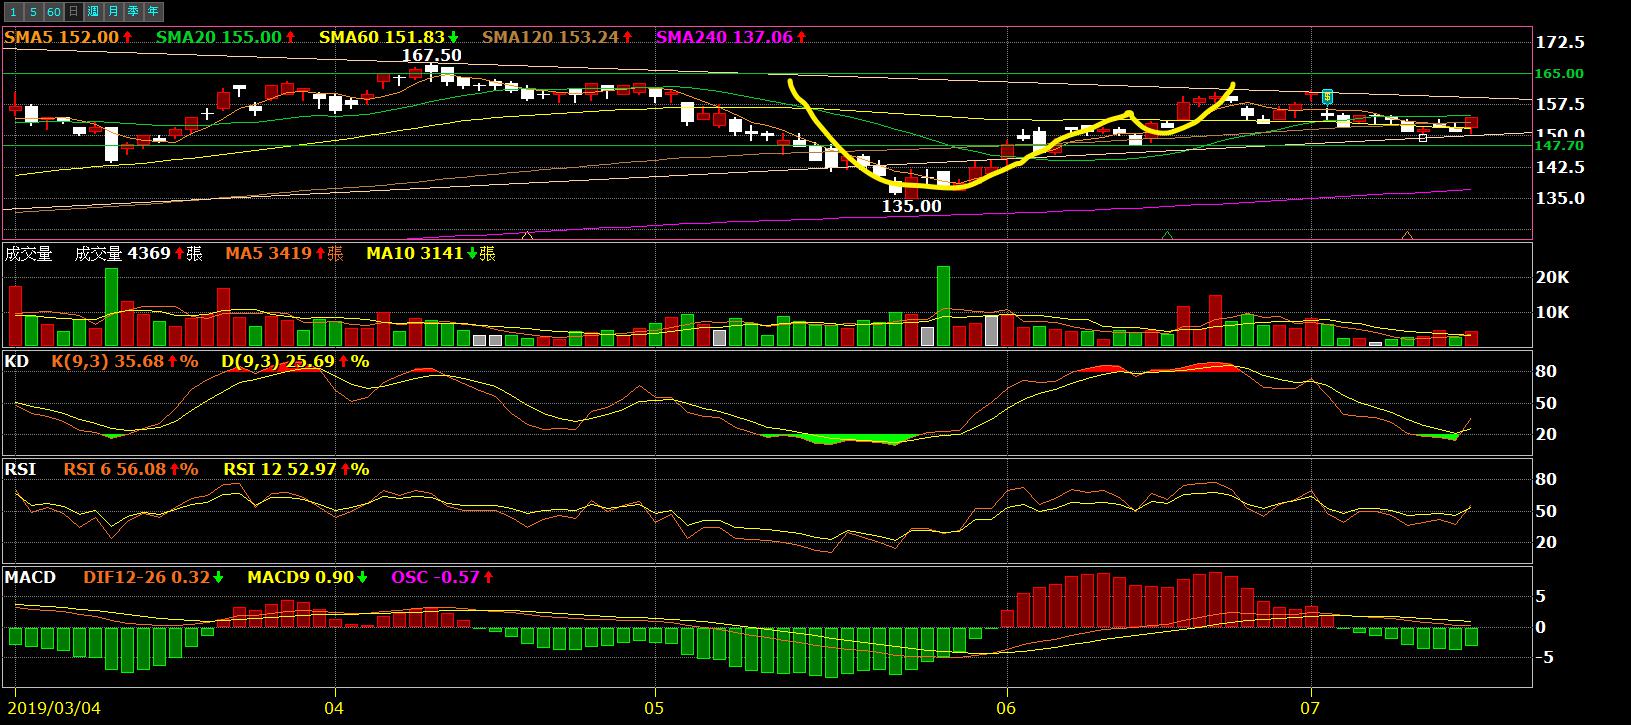 1 5 60 日 週 月 季 年
SMA5 152.00 SMA20 155.00 SMA60 151.83 SMA120 153.24 SMA240 137.06
172.5
167.50
165.00
157.5
150.0
147.70
142.5
135.0
135.00
$
成交量 成交量 4369 張 MA5 3419 張 MA10 3141 張
20K
10K
KD K(9,3) 35.68 % D(9,3) 25.69 %
80
50
20
RSI RSI 6 56.08 % RSI 12 52.97 %
80
50
20
MACD DIF12-26 0.32 MACD9 0.90 OSC -0.57
5
0
-5
2019/03/04 04 05 06 07